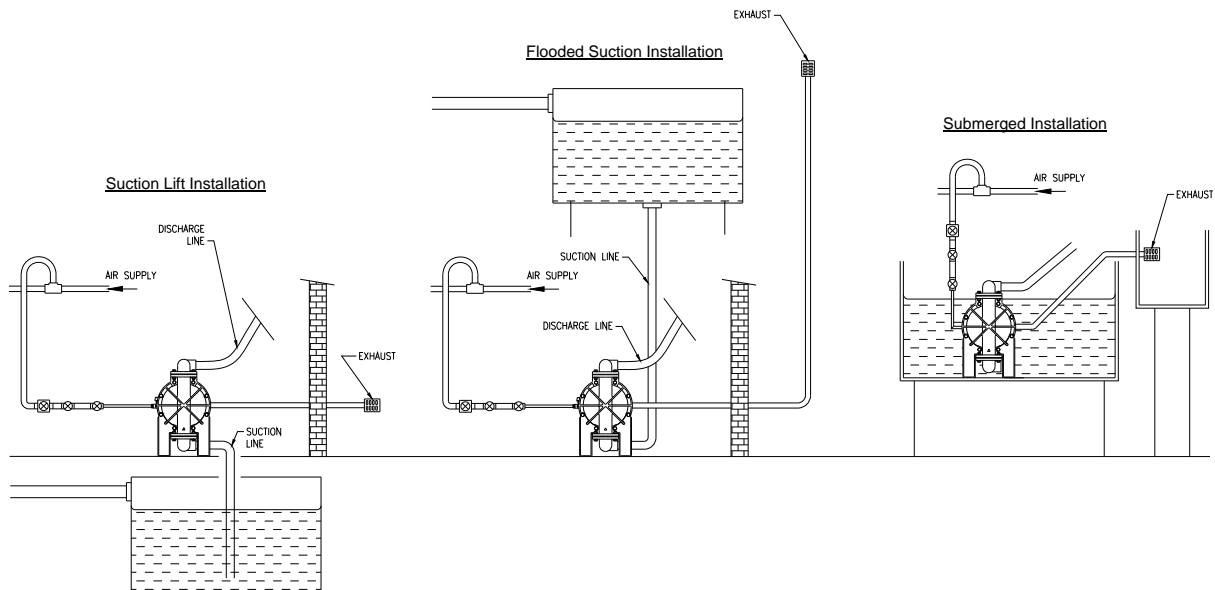 Suction Lift Installation
DISCHARGE
LINE
AIR SUPPLY
EXHAUST
SUCTION
LINE
Flooded Suction Installation
EXHAUST
SUCTION LINE
AIR SUPPLY
DISCHARGE LINE
Submerged Installation
AIR SUPPLY
EXHAUST